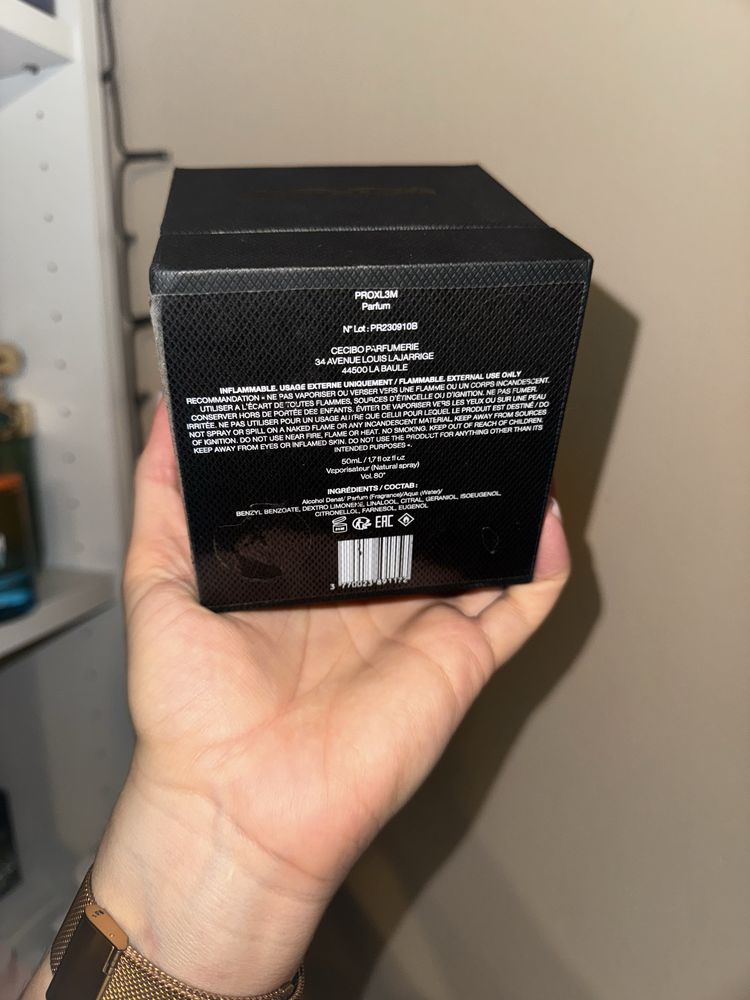 PROXL3M
Parfum
N° Lot : PR230910B
CECIBO PARFUMERIE
34 AVENUE LOUIS LAJARRIGE
44500 LA BAULE
INFLAMMABLE. USAGE EXTERNE UNIQUEMENT / FLAMMABLE. EXTERNAL USE ONLY
RECOMMANDATION « NE PAS VAPORISER OU VERSER VERS UNE FLAMME OU UN CORPS INCANDESCENT.
UTILISER A L'ÉCART DE TOUTES FLAMMES, SOURCES D'ÉTINCELLE OU D'IGNITION. NE PAS FUMER.
CONSERVER HORS DE PORTÉE DES ENFANTS. ÉVITER DE VAPORISER VERS LES YEUX OU SUR UNE PEAU
IRRITÉE. NE PAS UTILISER POUR UN USAGE AUTRE QUE CELUI POUR LEQUEL LE PRODUIT EST DESTINÉ / DO
NOT SPRAY OR SPILL ON A NAKED FLAME OR ANY INCANDESCENT MATERIAL. KEEP AWAY FROM SOURCES
OF IGNITION. DO NOT USE NEAR FIRE, FLAME OR HEAT. NO SMOKING. KEEP OUT OF REACH OF CHILDREN.
KEEP AWAY FROM EYES OR INFLAMED SKIN. DO NOT USE THE PRODUCT FOR ANYTHING OTHER THAN ITS
INTENDED PURPOSES ».
50mL / 1,7 fl oz fl uz
Vaporisateur (Natural spray)
Vol. 80°
INGRÉDIENTS / СОСТАВ :
Alcohol Denat/ Parfum (Fragrance)/Aqua (Water)/
BENZYL BENZOATE, DEXTRO LIMONENE, LINALOOL, CITRAL, GERANIOL, ISOEUGENOL,
CITRONELLOL, FARNESOL, EUGENOL
EAC